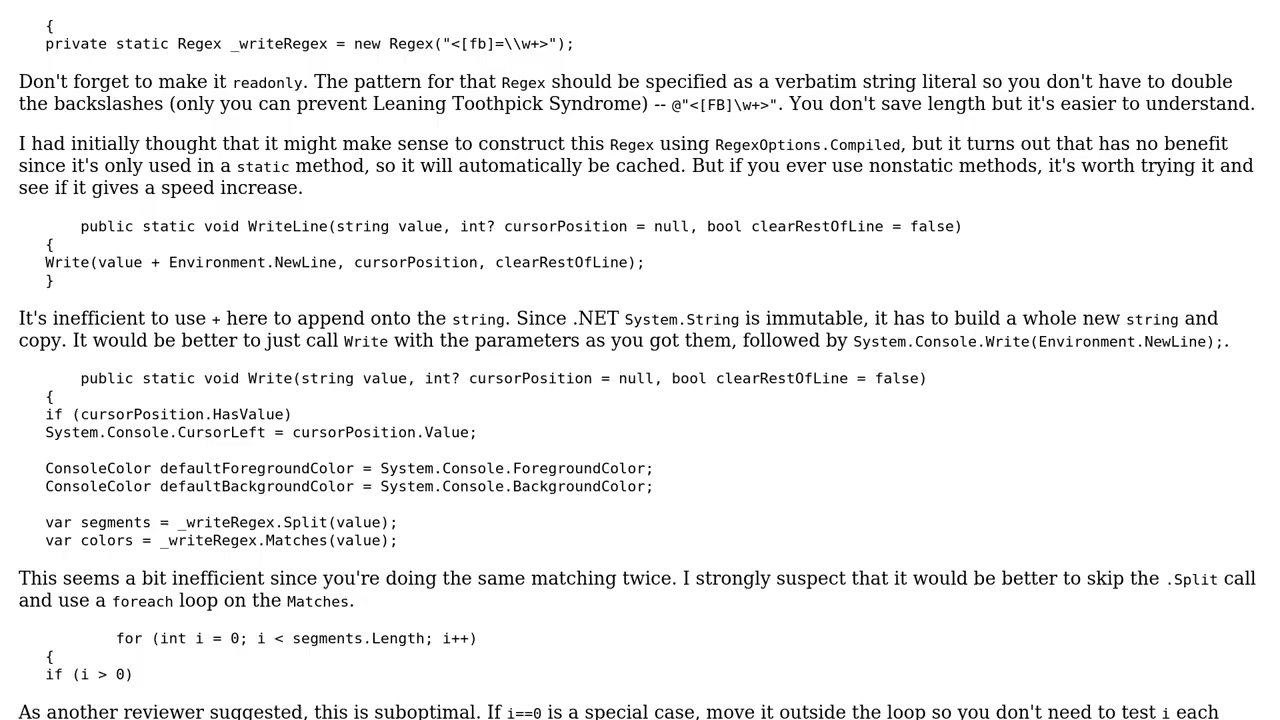 {
private static Regex _writeRegex = new Regex("<[fb]=\\w+>");
Don't forget to make it readonly. The pattern for that Regex should be specified as a verbatim string literal so you don't have to double
the backslashes (only you can prevent Leaning Toothpick Syndrome) -- @"<[FB]\w+>". You don't save length but it's easier to understand.
I had initially thought that it might make sense to construct this Regex using RegexOptions.Compiled, but it turns out that has no benefit
since it's only used in a static method, so it will automatically be cached. But if you ever use nonstatic methods, it's worth trying it and
see if it gives a speed increase.
public static void WriteLine(string value, int? cursorPosition = null, bool clearRestOfLine = false)
{
Write(value + Environment.NewLine, cursorPosition, clearRestOfLine);
}
It's inefficient to use + here to append onto the string. Since .NET System.String is immutable, it has to build a whole new string and
copy. It would be better to just call Write with the parameters as you got them, followed by System.Console.Write(Environment.NewLine);.
public static void Write(string value, int? cursorPosition = null, bool clearRestOfLine = false)
{
if (cursorPosition.HasValue)
System.Console.CursorLeft = cursorPosition.Value;
ConsoleColor defaultForegroundColor = System.Console.ForegroundColor;
ConsoleColor defaultBackgroundColor = System.Console.BackgroundColor;
var segments = _writeRegex.Split(value);
var colors = _writeRegex.Matches(value);
This seems a bit inefficient since you're doing the same matching twice. I strongly suspect that it would be better to skip the .Split call
and use a foreach loop on the Matches.
for (int i = 0; i < segments.Length; i++)
{
if (i > 0)
As another reviewer suggested, this is suboptimal. If i==0 is a special case, move it outside the loop so you don't need to test i each